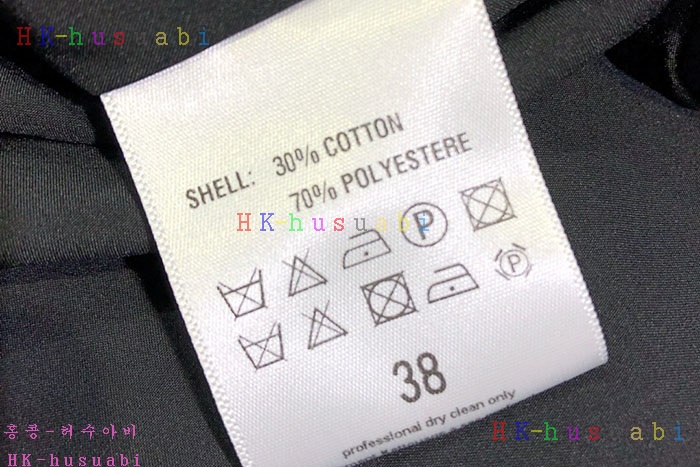 HK-hus abi
SHELL: 30% COTTON
70% POLYESTERE
HK-husuabi
P
P
38
professional dry clean only
홍콩-허수아비
HK-husuabi
HK-hus abi